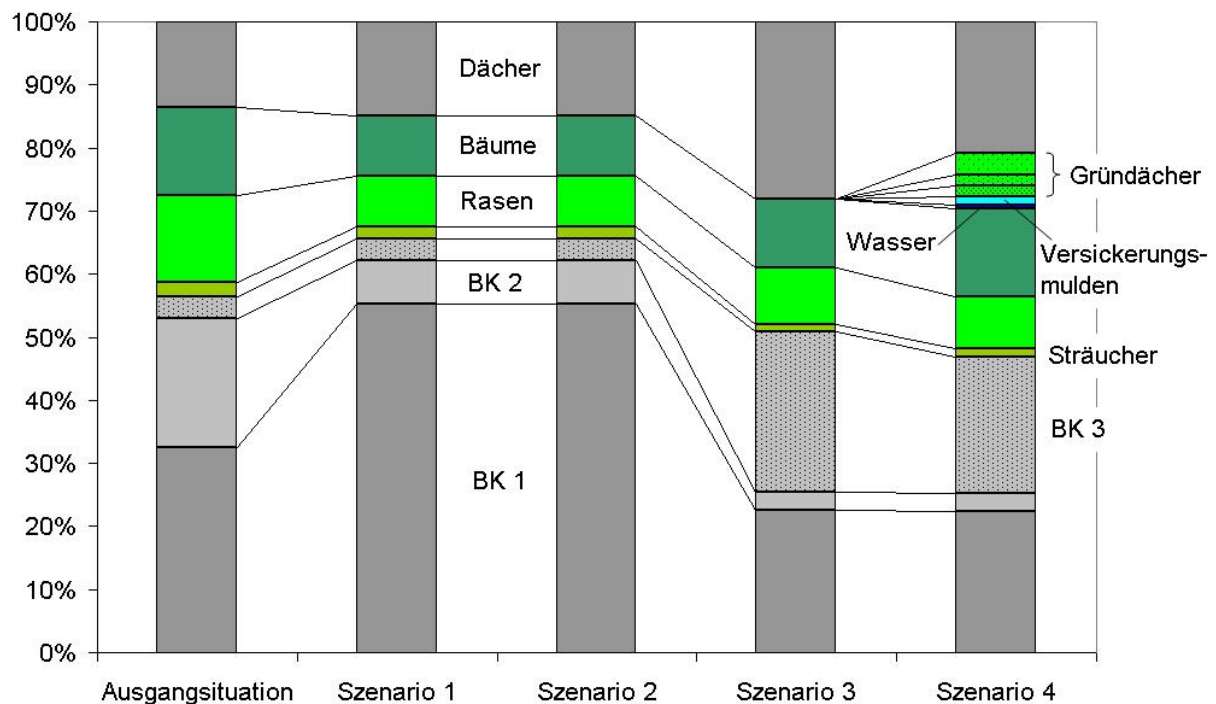 100%
90%
80%
70%
60%
50%
40%
30%
20%
10%
0%
Dächer
Bäume
Rasen
BK 2
BK 1
Gründächer
Wasser
Versickerungs-
mulden
Sträucher
BK 3
Ausgangsituation
Szenario 1
Szenario 2
Szenario 3
Szenario 4